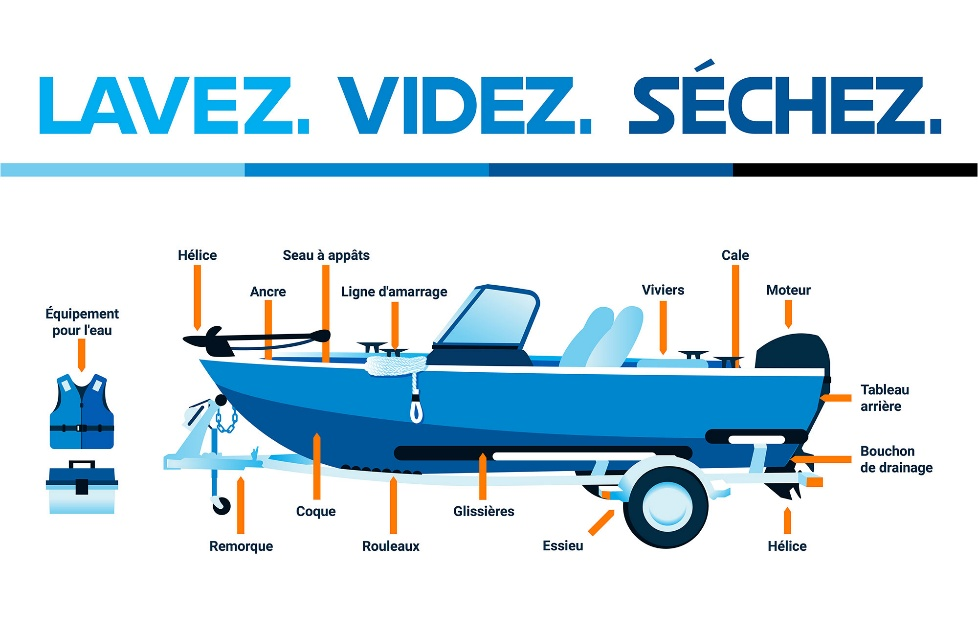 LAVEZ. VIDEZ. SÉCHEZ.
Hélice
Seau à appâts
Cale
Ancre
Ligne d'amarrage
Viviers
Moteur
Équipement
pour l'eau
Tableau
arrière
Bouchon
de drainage
Coque
Glissières
Remorque
Rouleaux
Essieu
Hélice